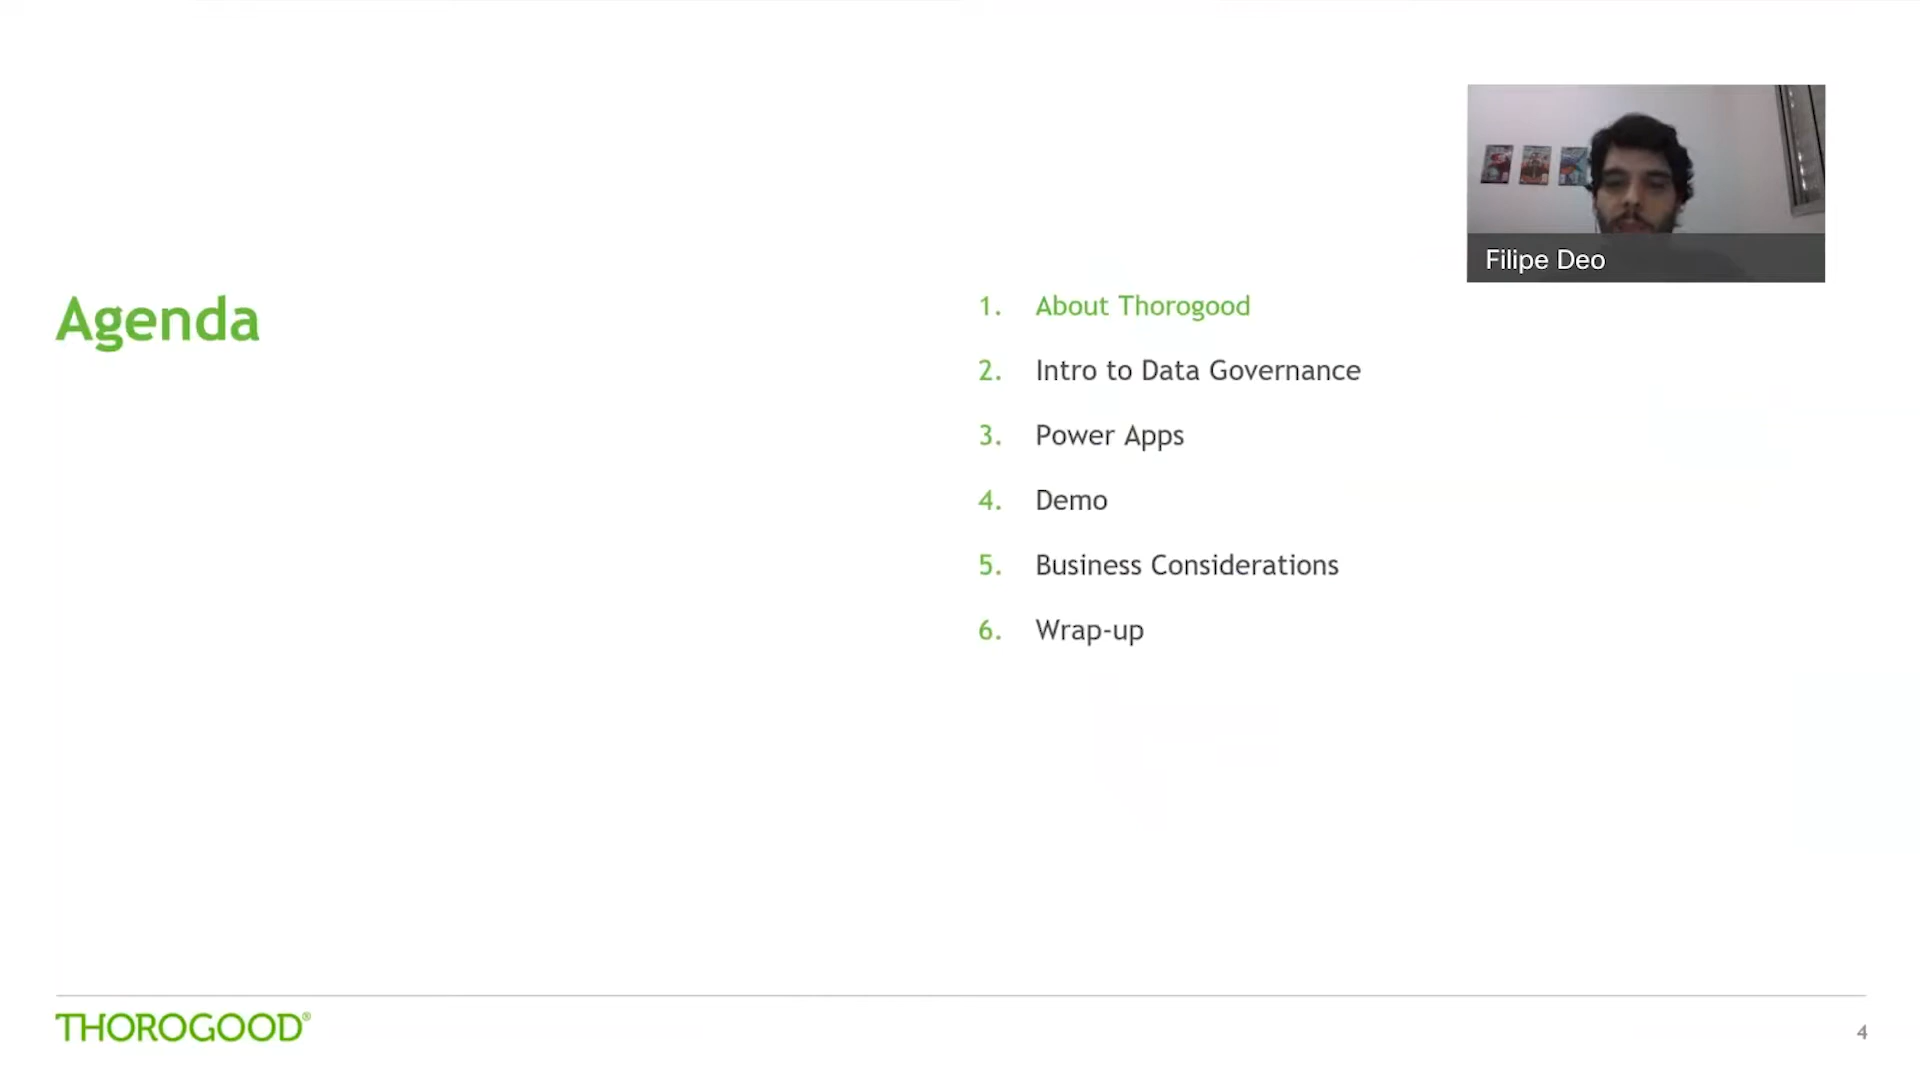 Filipe Deo
Agenda
1. About Thorogood
2. Intro to Data Governance
3. Power Apps
4. Demo
5. Business Considerations
6. Wrap-up
THOROGOOD®
4